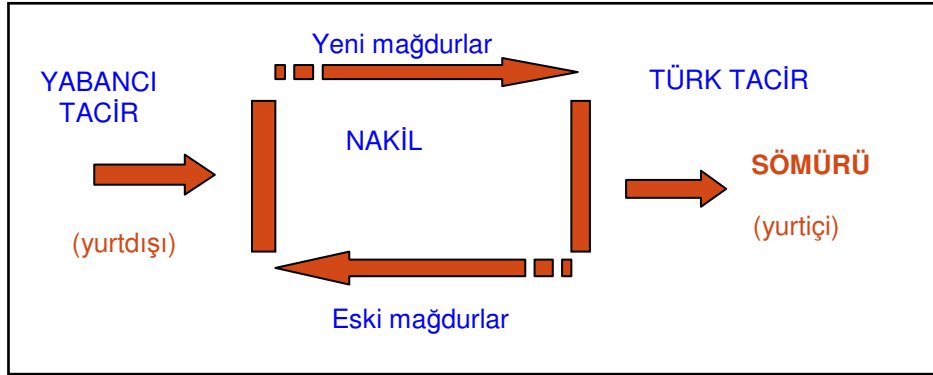 Yeni mağdurlar
YABANCI
TACİR
TÜRK TACİR
NAKİL
SÖMÜRÜ
(yurtdışı)
(yurtiçi)
Eski mağdurlar